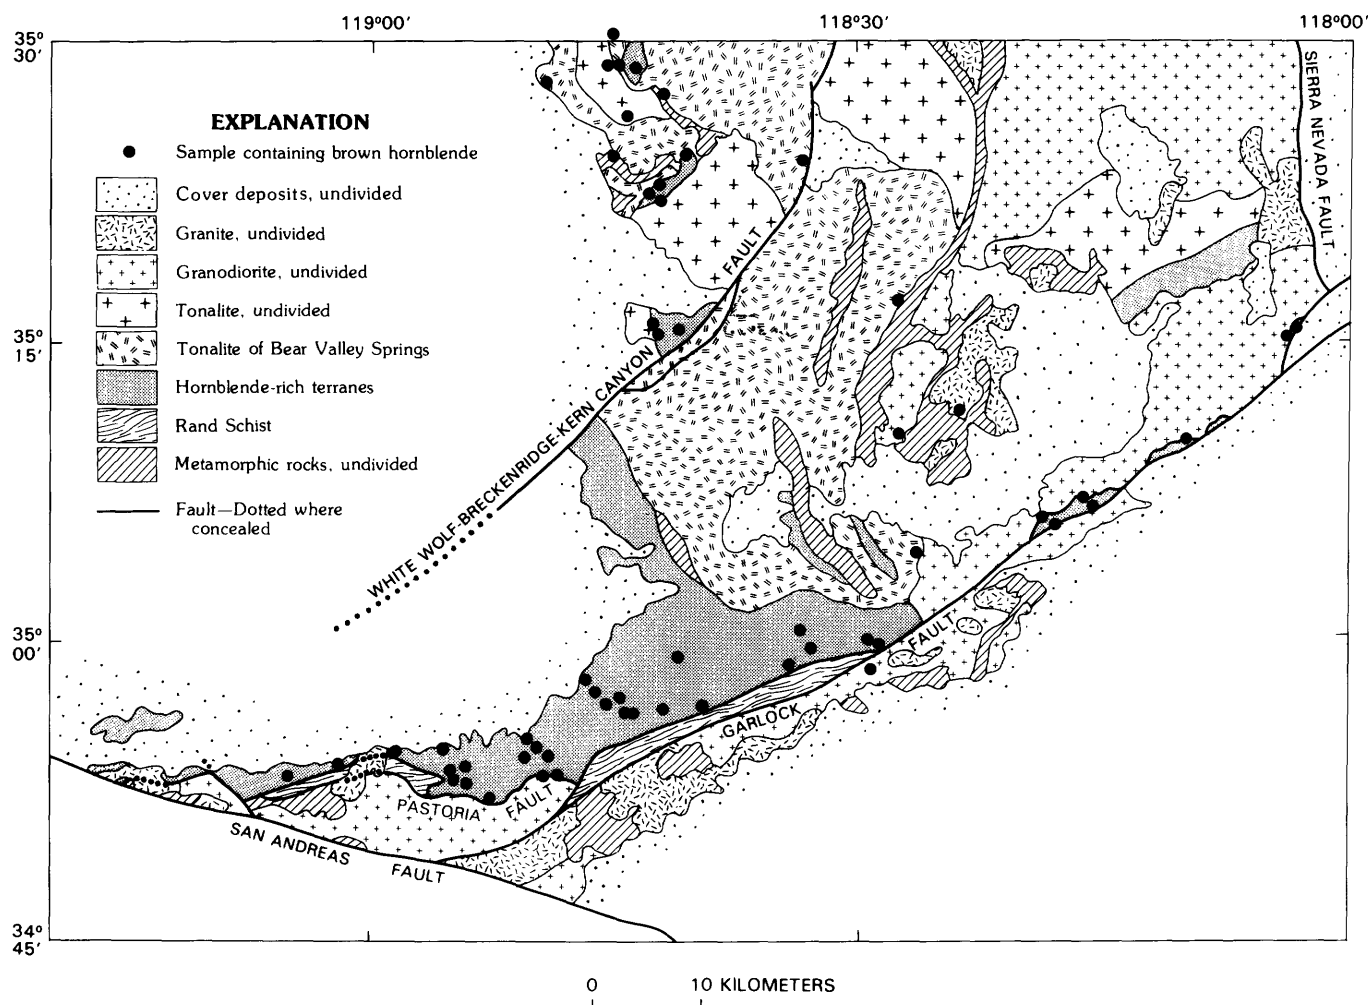 119°00′
118°30′
118°00′
35°
30′
EXPLANATION
Sample containing brown hornblende
Cover deposits, undivided
Granite, undivided
Granodiorite, undivided
Tonalite, undivided
Tonalite of Bear Valley Springs
Hornblende-rich terranes
Rand Schist
Metamorphic rocks, undivided
Fault—Dotted where
concealed
SIERRA NEVADA FAULT
WHITE WOLF-BRECKENRIDGE-KERN CANYON FAULT
35°
15′
35°
00′
GARLOCK FAULT
PASTORIA FAULT
SAN ANDREAS FAULT
34°
45′
0 10 KILOMETERS